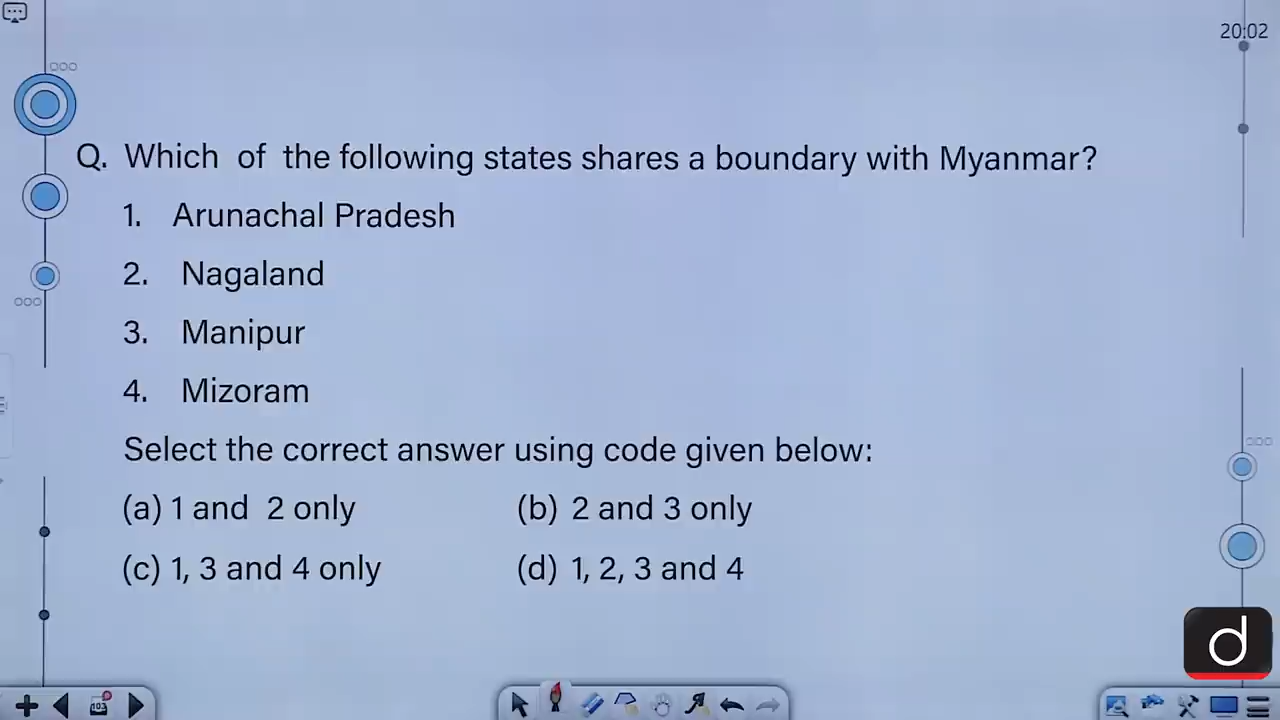 20:02
Q. Which of the following states shares a boundary with Myanmar?
1. Arunachal Pradesh
2. Nagaland
3. Manipur
4. Mizoram
Select the correct answer using code given below:
(a) 1 and 2 only (b) 2 and 3 only
(c) 1, 3 and 4 only (d) 1, 2, 3 and 4
d
103